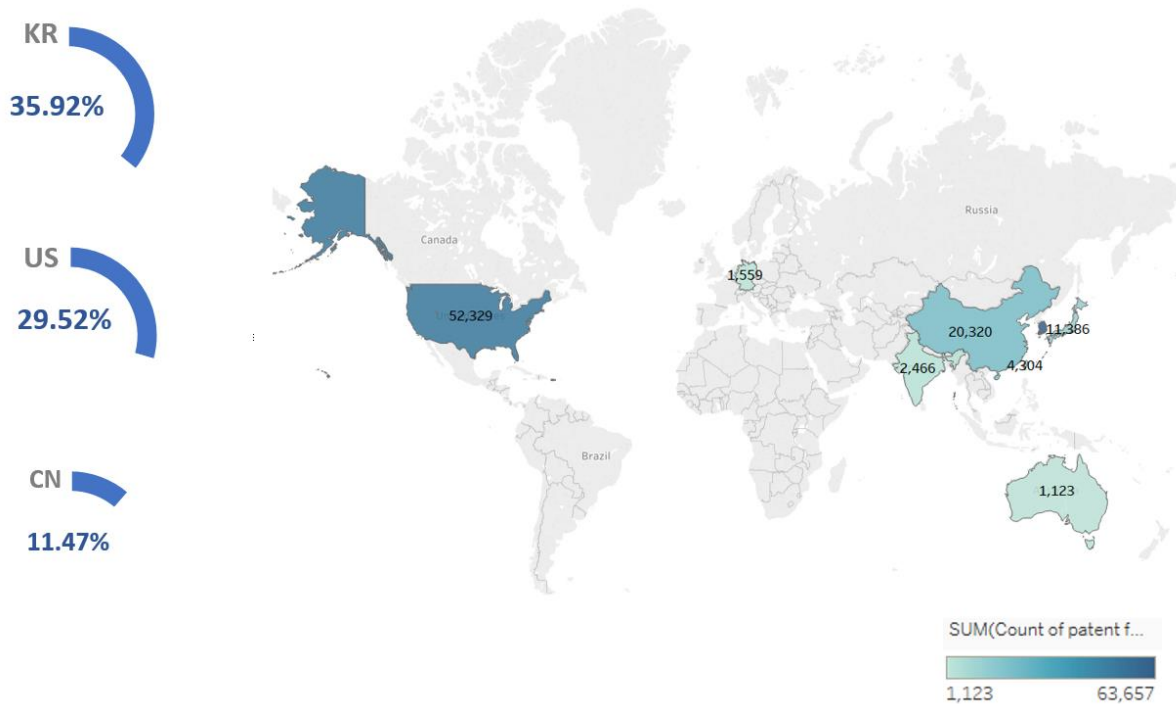 KR
35.92%
US
29.52%
CN
11.47%
Russia
Canada
1,559
52,329
20,320
11,386
2,466
4,304
Brazil
1,123
SUM(Count of patent f...
1,123
63,657